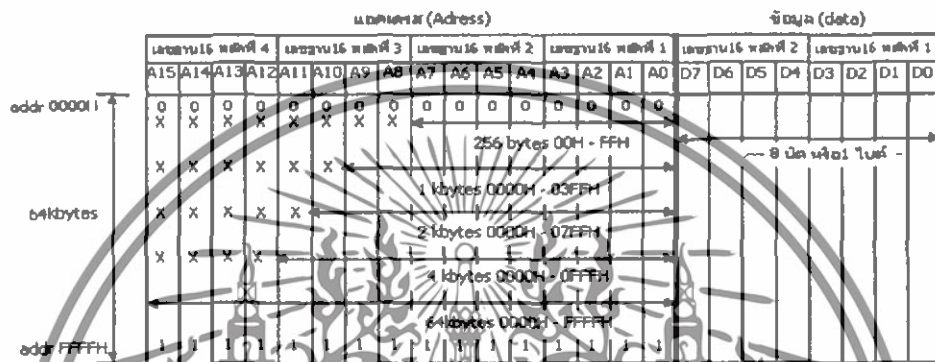 แอดเดรส (Adress) ข้อมูล (data)
เลขฐาน16 หลักที่ 4 เลขฐาน16 หลักที่ 3 เลขฐาน16 หลักที่ 2 เลขฐาน16 หลักที่ 1 เลขฐาน16 หลักที่ 2 เลขฐาน16 หลักที่ 1
A15 A14 A13 A12 A11 A10 A9 A8 A7 A6 A5 A4 A3 A2 A1 A0 D7 D6 D5 D4 D3 D2 D1 D0
addr 0000H 0 0 0 0 0 0 0 0 0 0 0 0 0 0 0 0
X X X X X X X X
256 bytes 00H - FFH
8 บิต หรือ1 ไบต์
X X X X X X
1 kbytes 0000H - 03FFH
64kbytes X X X X X
2 kbytes 0000H - 07FFH
X X X X
4 kbytes 0000H - 0FFFH
64kbytes 0000H - FFFFH
addr FFFFH 1 1 1 1 1 1 1 1 1 1 1 1 1 1 1 1